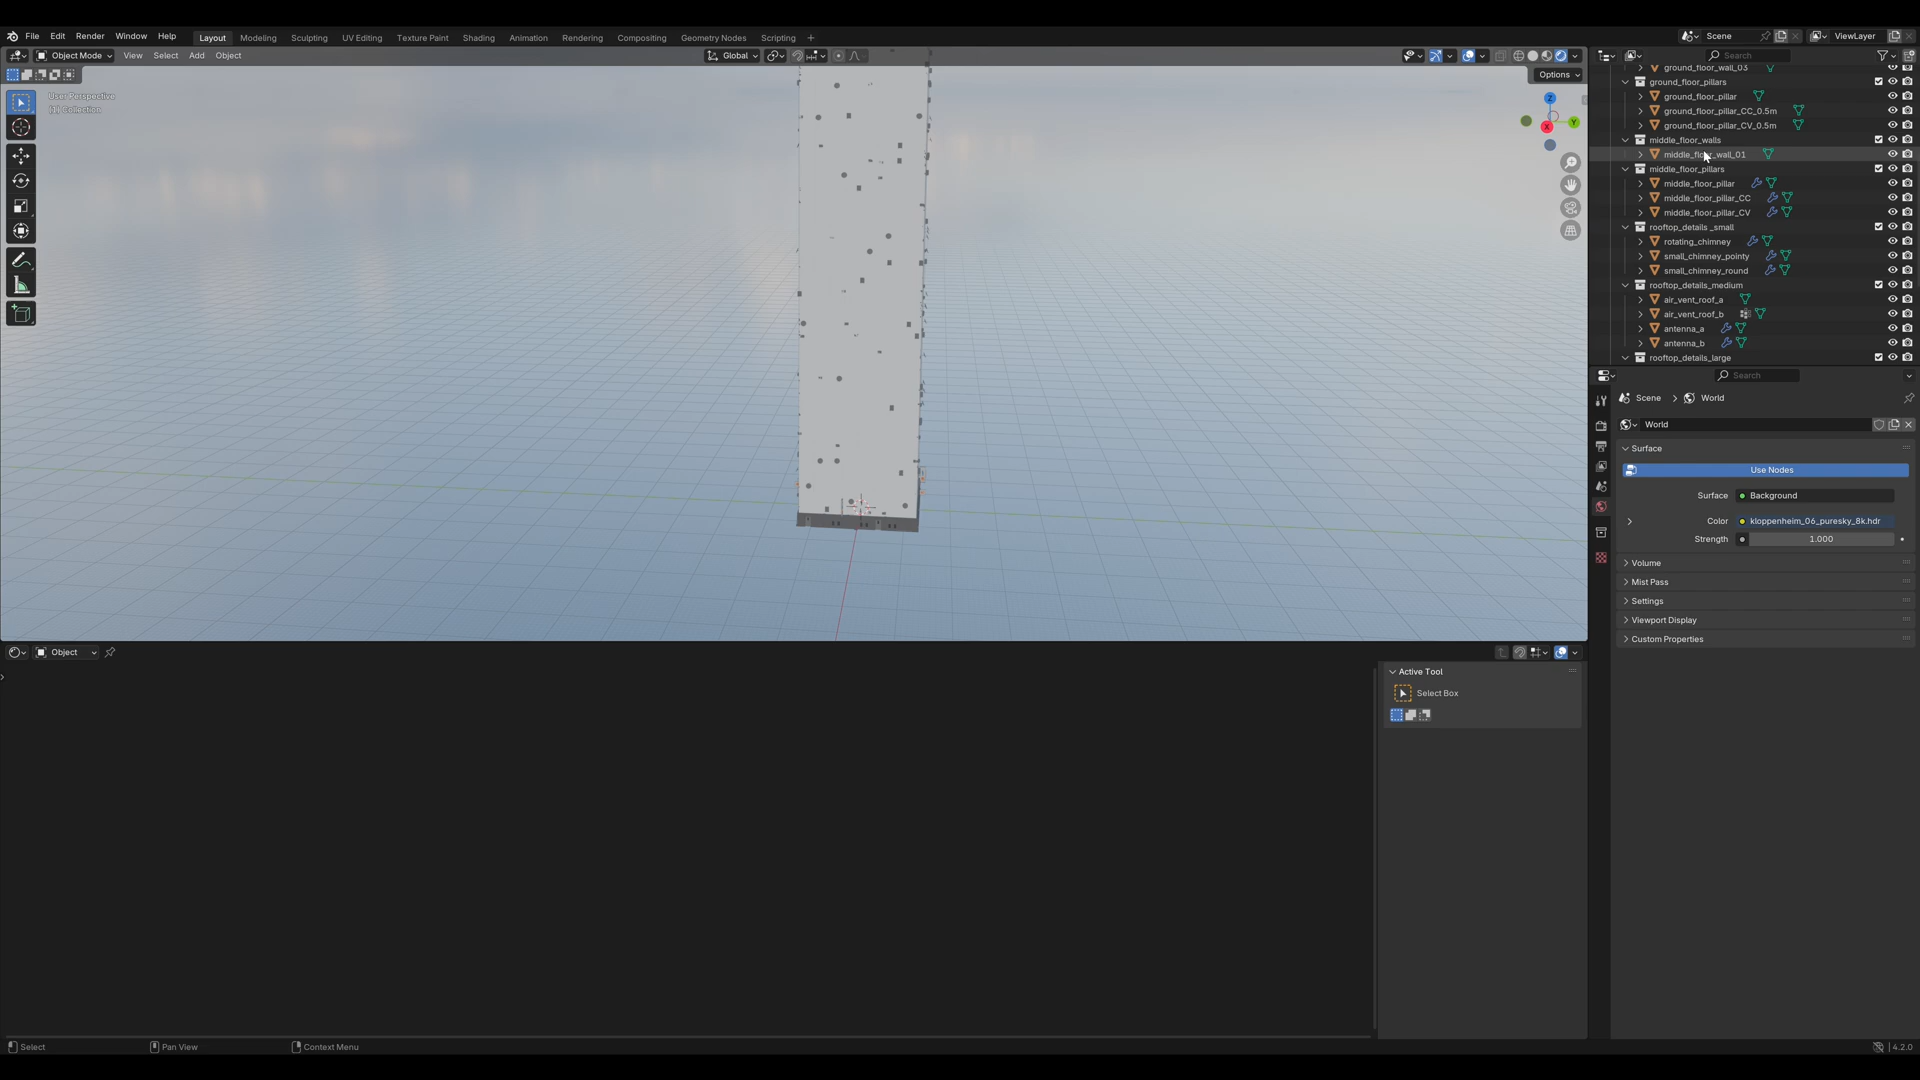 File Edit Render Window Help Layout Modeling Sculpting UV Editing Texture Paint Shading Animation Rendering Compositing Geometry Nodes Scripting + Scene ViewLayer
Object Mode View Select Add Object Global Search
Options
User Perspective
(1) Collection
Z
Y
X
ground_floor_wall_03
ground_floor_pillars
ground_floor_pillar
ground_floor_pillar_CC_0.5m
ground_floor_pillar_CV_0.5m
middle_floor_walls
middle_floor_wall_01
middle_floor_pillars
middle_floor_pillar
middle_floor_pillar_CC
middle_floor_pillar_CV
rooftop_details _small
rotating_chimney
small_chimney_pointy
small_chimney_round
rooftop_details_medium
air_vent_roof_a
air_vent_roof_b
antenna_a
antenna_b
rooftop_details_large
Search
Scene > World
World
Surface
Use Nodes
Surface Background
Color kloppenheim_06_puresky_8k.hdr
Strength 1.000
Volume
Mist Pass
Settings
Viewport Display
Custom Properties
Object
Active Tool
Select Box
Select Pan View Context Menu 4.2.0